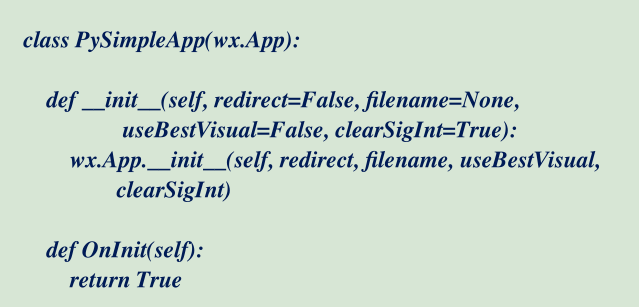 class PySimpleApp(wx.App):
def __init__(self, redirect=False, filename=None,
useBestVisual=False, clearSigInt=True):
wx.App.__init__(self, redirect, filename, useBestVisual,
clearSigInt)
def OnInit(self):
return True